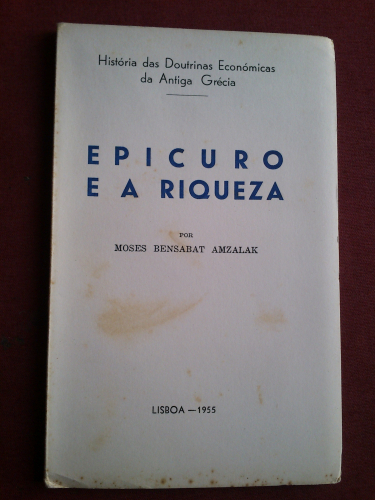 História das Doutrinas Económicas
da Antiga Grécia
EPICURO
E A RIQUEZA
POR
MOSES BENSABAT AMZALAK
LISBOA — 1955